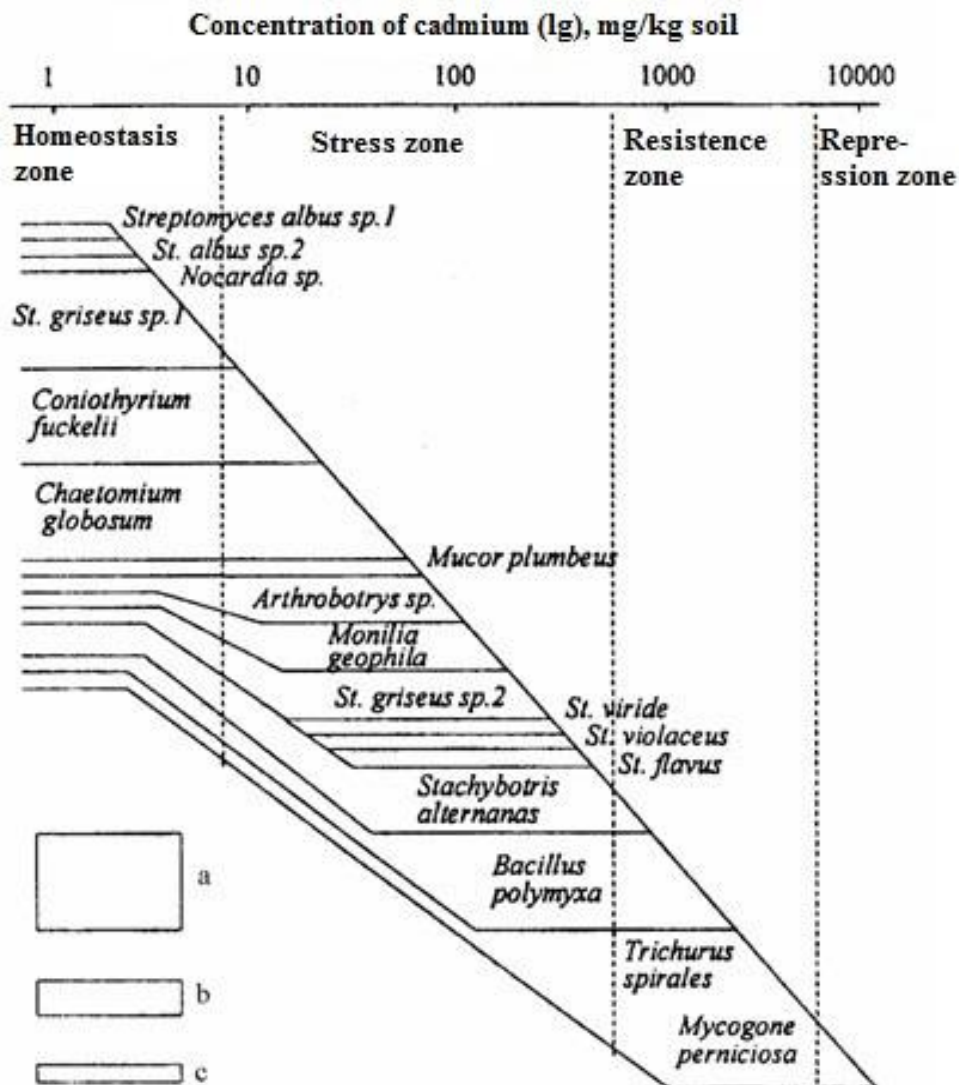 Concentration of cadmium (lg), mg/kg soil
1 10 100 1000 10000
Homeostasis
zone
Stress zone
Resistence
zone
Repre-
ssion zone
Streptomyces albus sp.1
St. albus sp.2
Nocardia sp.
St. griseus sp.1
Coniothyrium
fuckelii
Chaetomium
globosum
Mucor plumbeus
Arthrobotrys sp.
Monilia
geophila
St. griseus sp.2
St. viride
St. violaceus
St. flavus
Stachybotris
alternanas
Bacillus
polymyxa
Trichurus
spirales
Mycogone
perniciosa
a
b
c